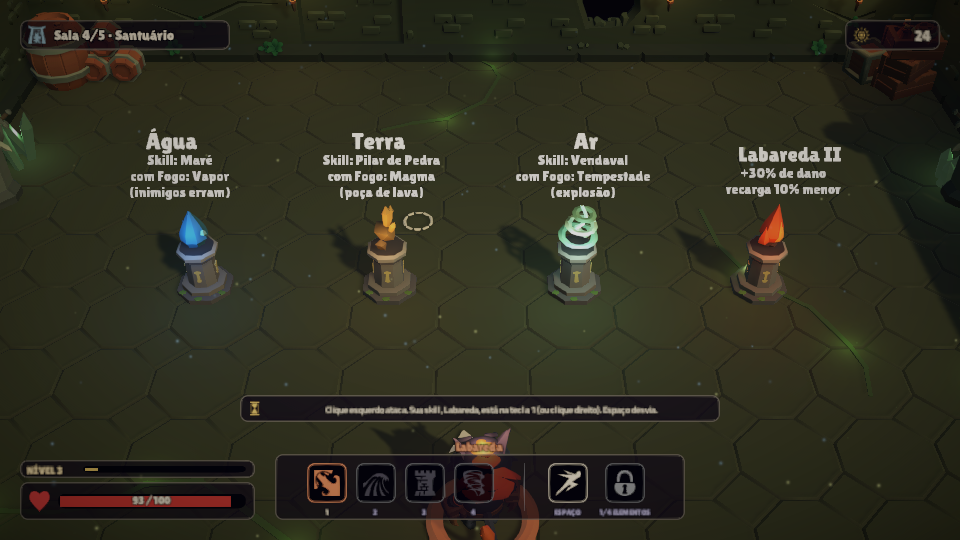 Sala 4/5 · Santuário
24
Água
Skill: Maré
com Fogo: Vapor
(inimigos erram)
Terra
Skill: Pilar de Pedra
com Fogo: Magma
(poça de lava)
Ar
Skill: Vendaval
com Fogo: Tempestade
(explosão)
Labareda II
+30% de dano
recarga 10% menor
Clique esquerdo ataca. Sua skill, Labareda, está na tecla 1 (ou clique direito). Espaço desvia.
Labareda
NÍVEL 3
93 / 100
1
2
3
4
ESPAÇO
1/4 ELEMENTOS